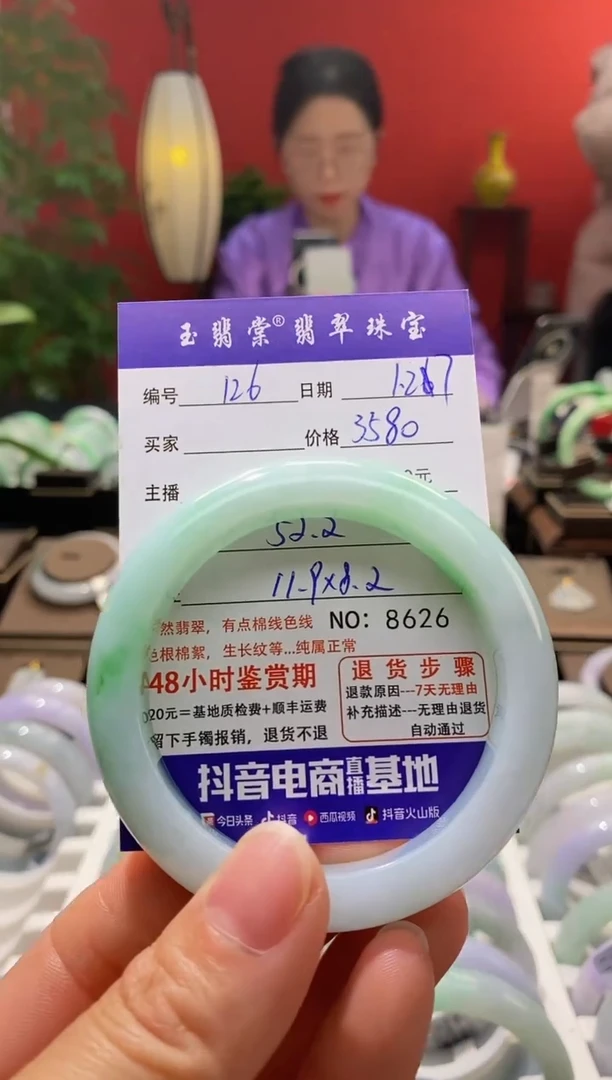 玉翡棠®翡翠珠宝
编号 126 日期 1.267
买家 价格 3580
主播 元
52.2
11.9x8.2
然翡翠，有点棉线色线 NO：8626
色根棉絮，生长纹等...纯属正常
48小时鉴赏期
020元=基地质检费+顺丰运费
留下手镯报销，退货不退
退货步骤
退款原因---7天无理由
补充描述---无理由退货
自动通过
抖音电商直播基地
今日头条 抖音 西瓜视频 抖音火山版